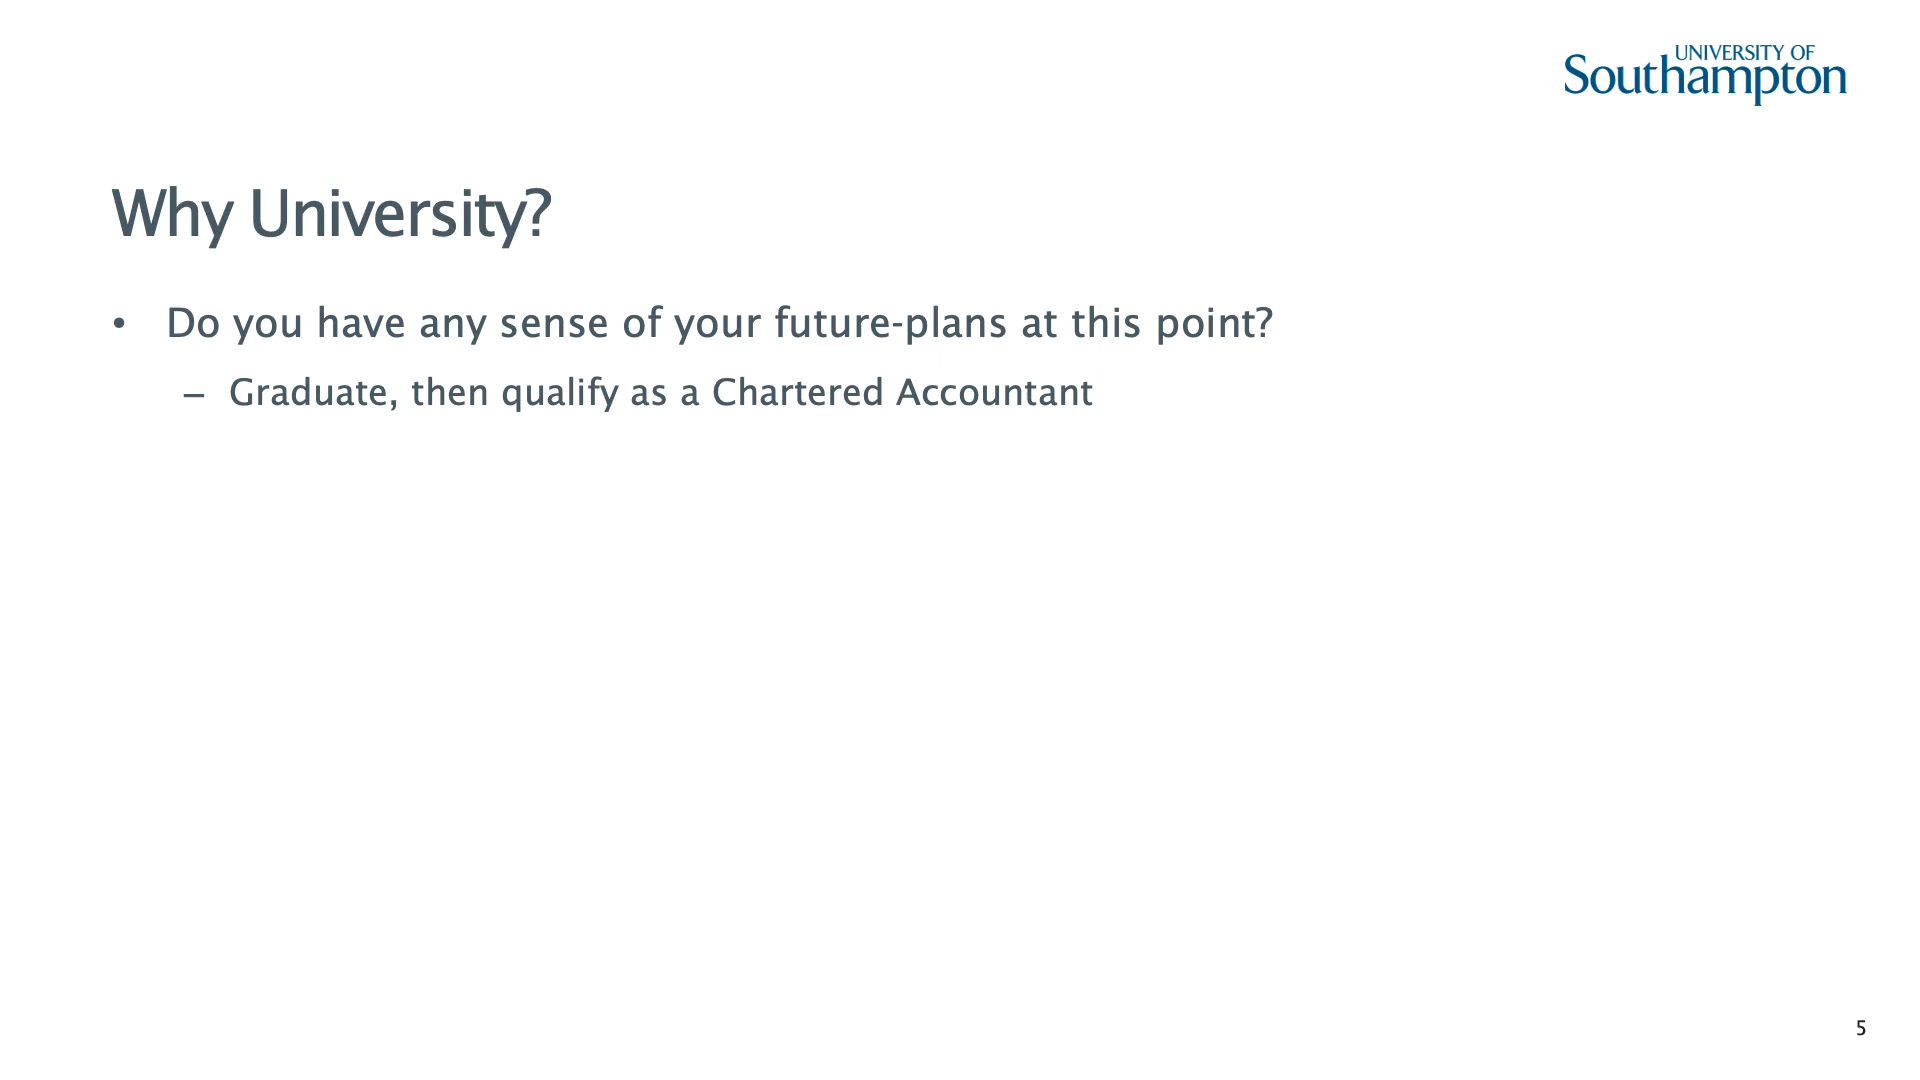 UNIVERSITY OF
Southampton
Why University?
• Do you have any sense of your future-plans at this point?
– Graduate, then qualify as a Chartered Accountant
5